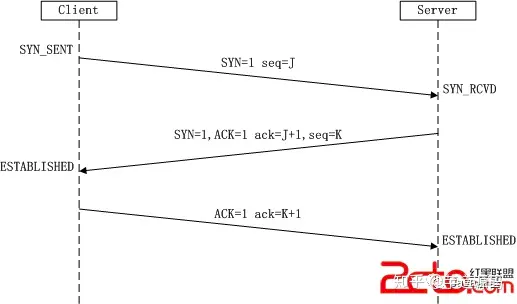 Client
Server
SYN_SENT
SYN=1 seq=J
SYN_RCVD
SYN=1,ACK=1 ack=J+1,seq=K
ESTABLISHED
ACK=1 ack=K+1
ESTABLISHED
红黑联盟
知乎
2cto.com